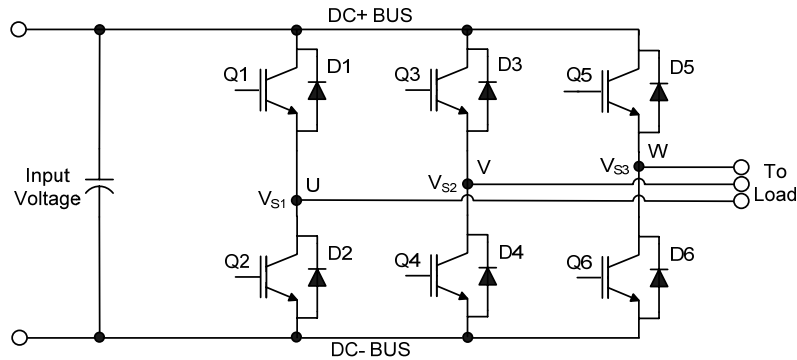 DC+ BUS
Q1
D1
Q3
D3
Q5
D5
Input
Voltage
VS1
U
VS2
V
VS3
W
To
Load
Q2
D2
Q4
D4
Q6
D6
DC- BUS